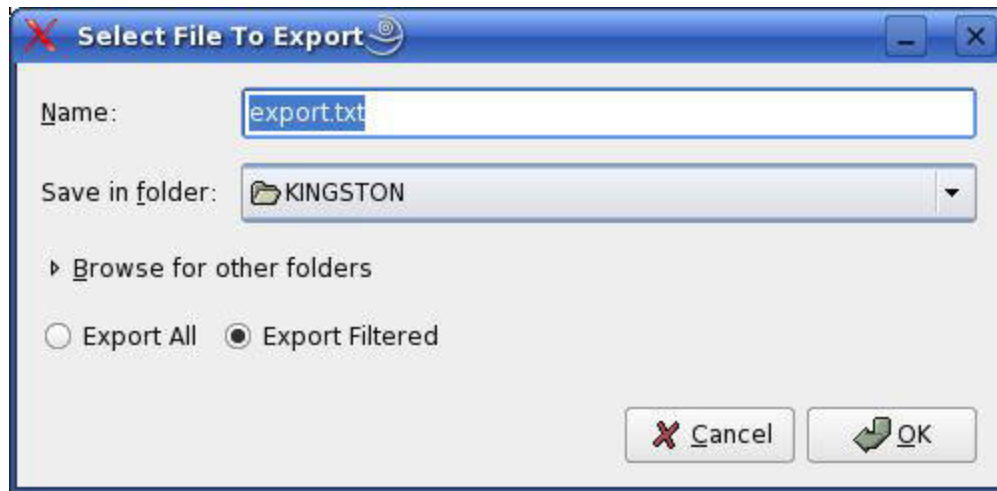 Select File To Export
Name: export.txt
Save in folder: KINGSTON
Browse for other folders
Export All Export Filtered
Cancel OK